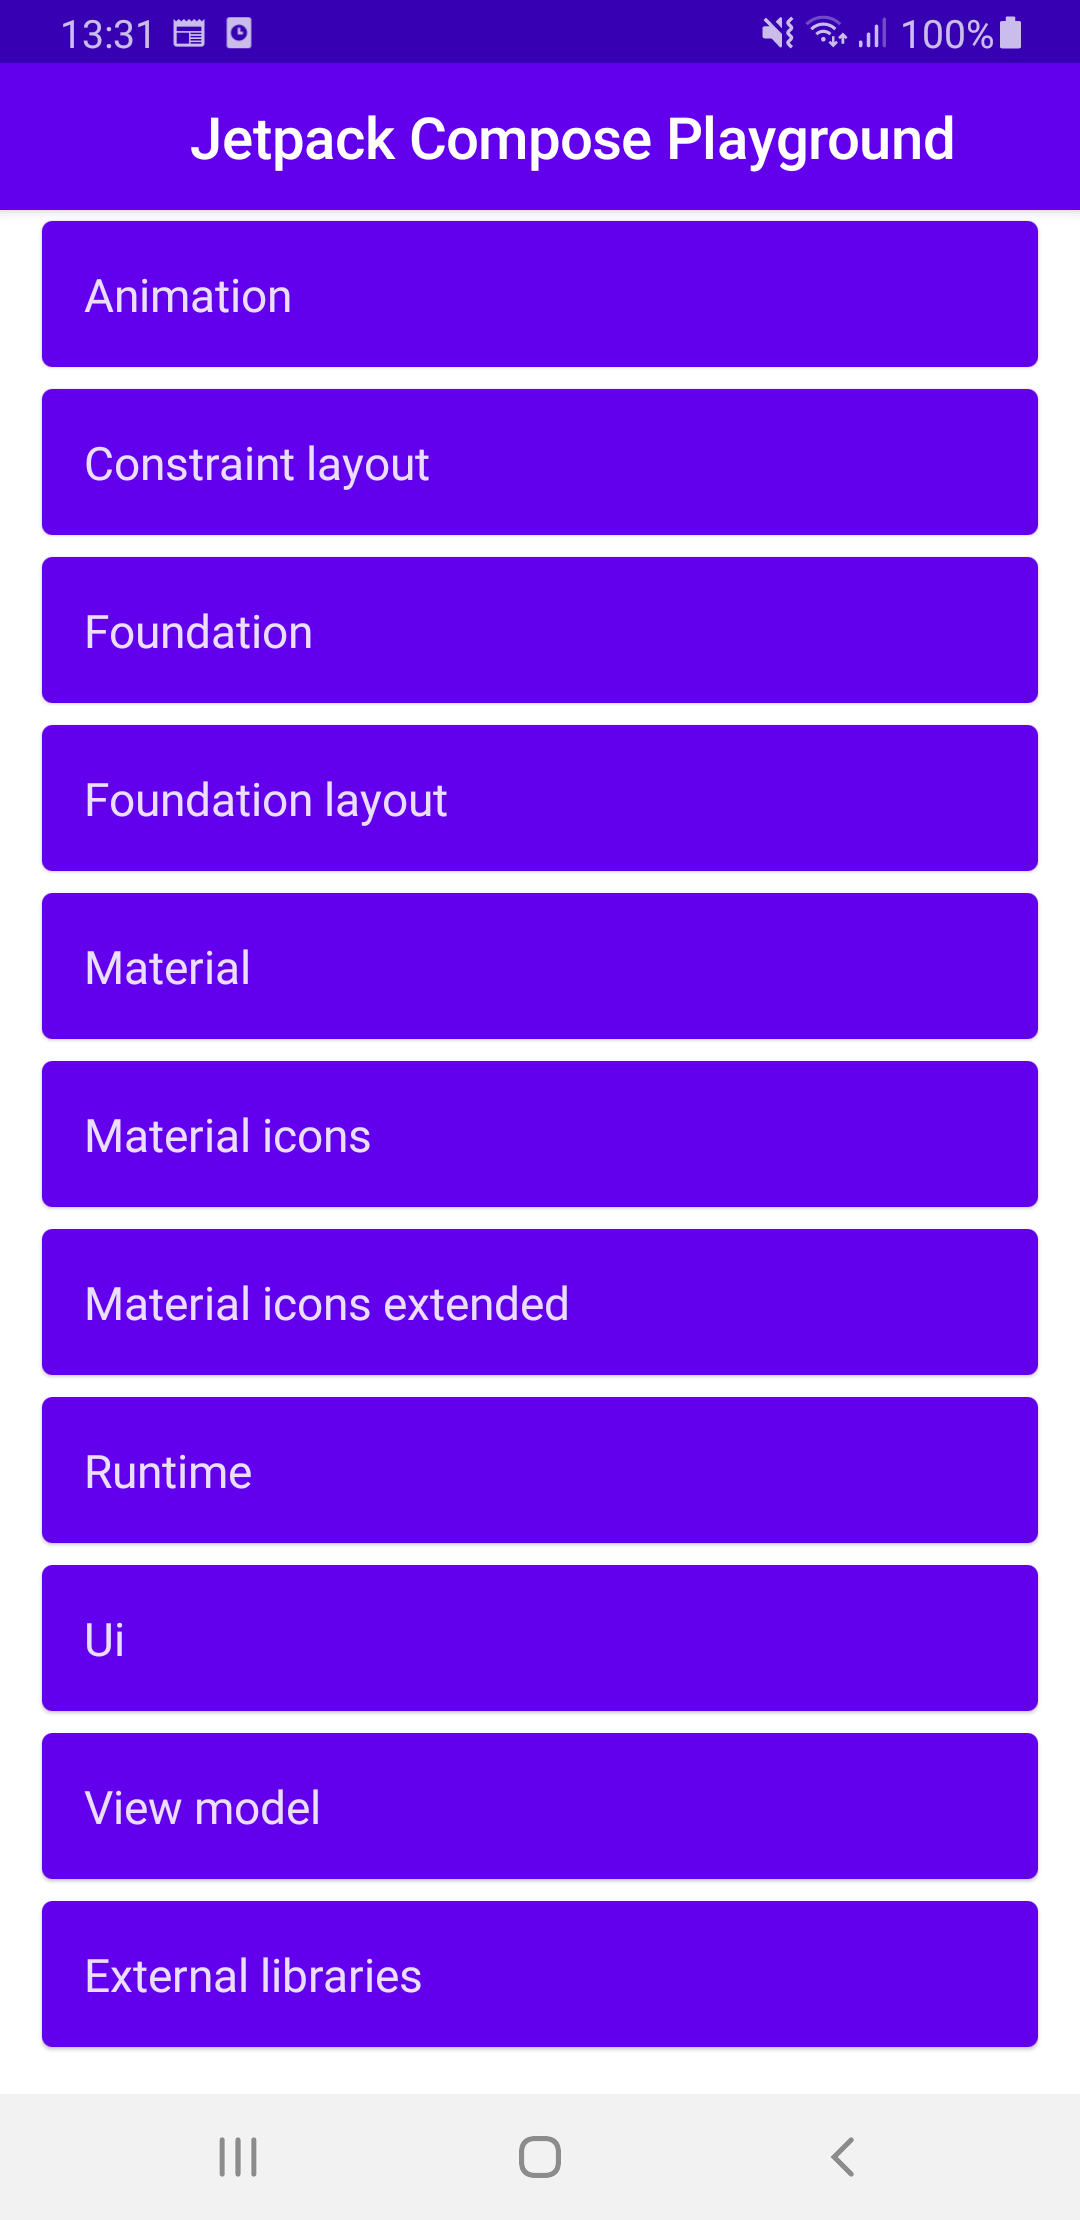 13:31 100%
Jetpack Compose Playground
Animation
Constraint layout
Foundation
Foundation layout
Material
Material icons
Material icons extended
Runtime
Ui
View model
External libraries